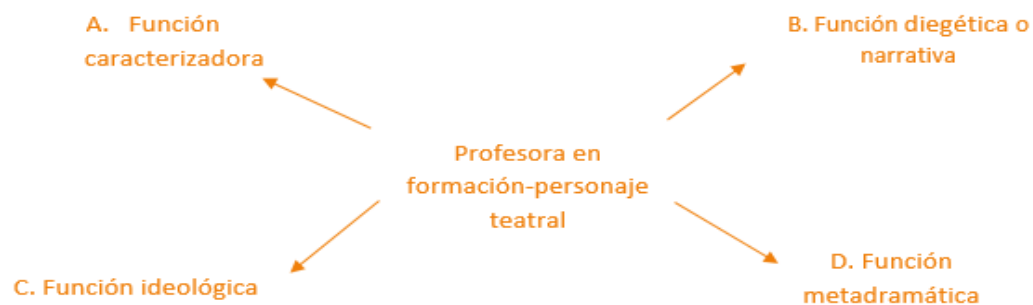 A. Función
caracterizadora
B. Función diegética o
narrativa
Profesora en
formación-personaje
teatral
C. Función ideológica
D. Función
metadramática